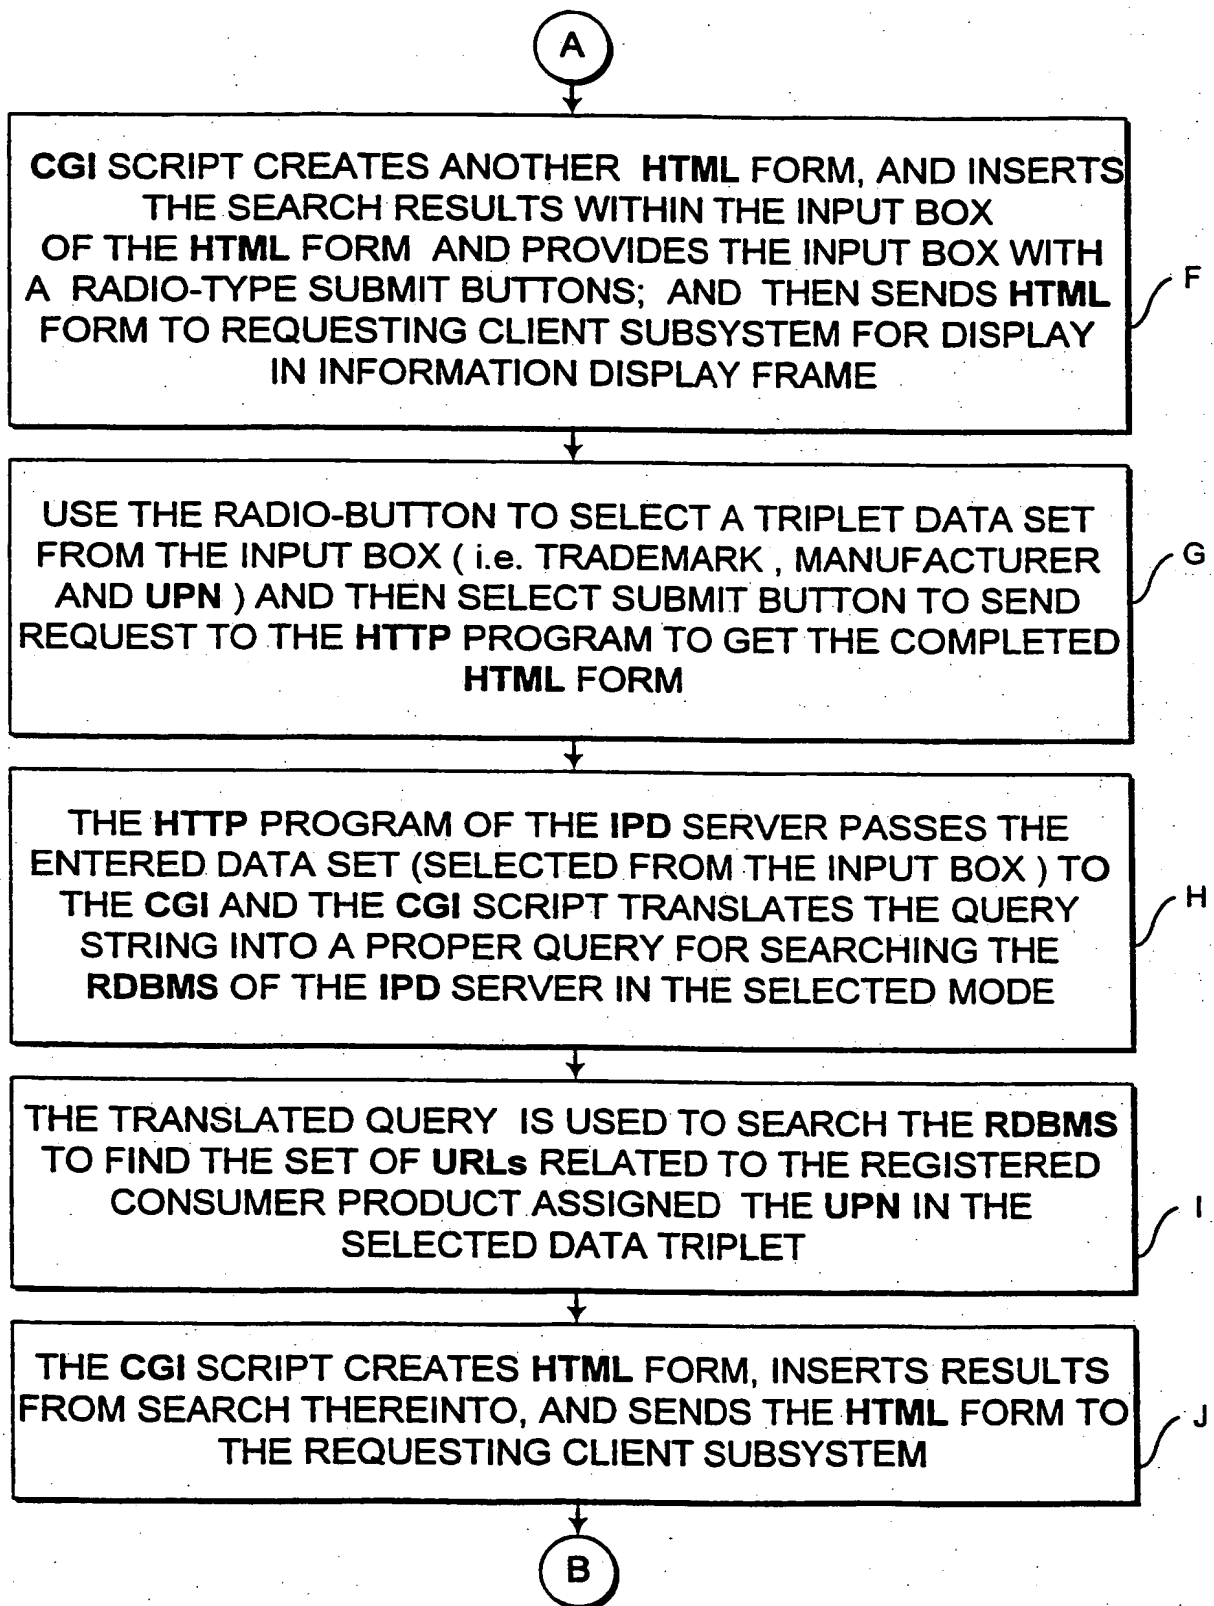 A
CGI SCRIPT CREATES ANOTHER HTML FORM, AND INSERTS
THE SEARCH RESULTS WITHIN THE INPUT BOX
OF THE HTML FORM AND PROVIDES THE INPUT BOX WITH
A RADIO-TYPE SUBMIT BUTTONS; AND THEN SENDS HTML
FORM TO REQUESTING CLIENT SUBSYSTEM FOR DISPLAY
IN INFORMATION DISPLAY FRAME
F
USE THE RADIO-BUTTON TO SELECT A TRIPLET DATA SET
FROM THE INPUT BOX ( i.e. TRADEMARK , MANUFACTURER
AND UPN ) AND THEN SELECT SUBMIT BUTTON TO SEND
REQUEST TO THE HTTP PROGRAM TO GET THE COMPLETED
HTML FORM
G
THE HTTP PROGRAM OF THE IPD SERVER PASSES THE
ENTERED DATA SET (SELECTED FROM THE INPUT BOX ) TO
THE CGI AND THE CGI SCRIPT TRANSLATES THE QUERY
STRING INTO A PROPER QUERY FOR SEARCHING THE
RDBMS OF THE IPD SERVER IN THE SELECTED MODE
H
THE TRANSLATED QUERY IS USED TO SEARCH THE RDBMS
TO FIND THE SET OF URLs RELATED TO THE REGISTERED
CONSUMER PRODUCT ASSIGNED THE UPN IN THE
SELECTED DATA TRIPLET
I
THE CGI SCRIPT CREATES HTML FORM, INSERTS RESULTS
FROM SEARCH THEREINTO, AND SENDS THE HTML FORM TO
THE REQUESTING CLIENT SUBSYSTEM
J
B